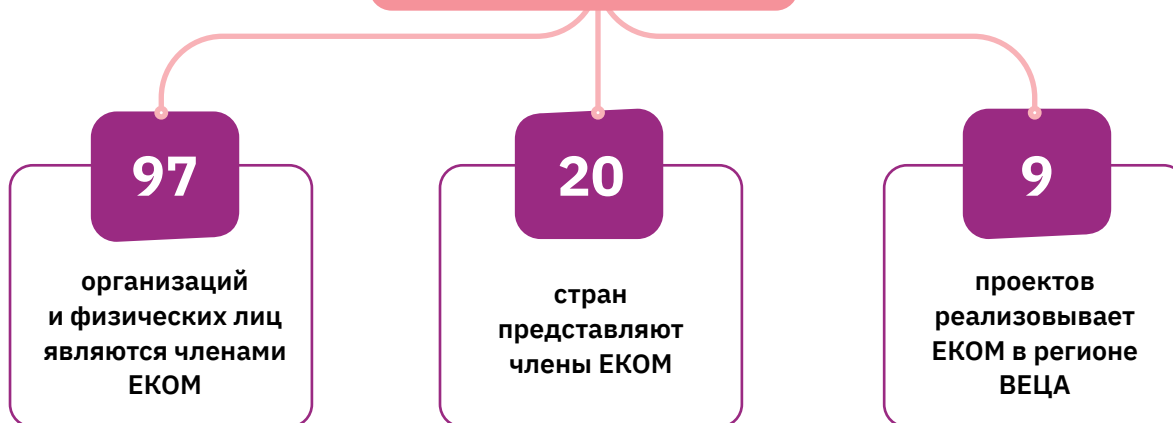 97
организаций
и физических лиц
являются членами
ЕКОМ
20
стран
представляют
члены ЕКОМ
9
проектов
реализовывает
ЕКОМ в регионе
ВЕЦА